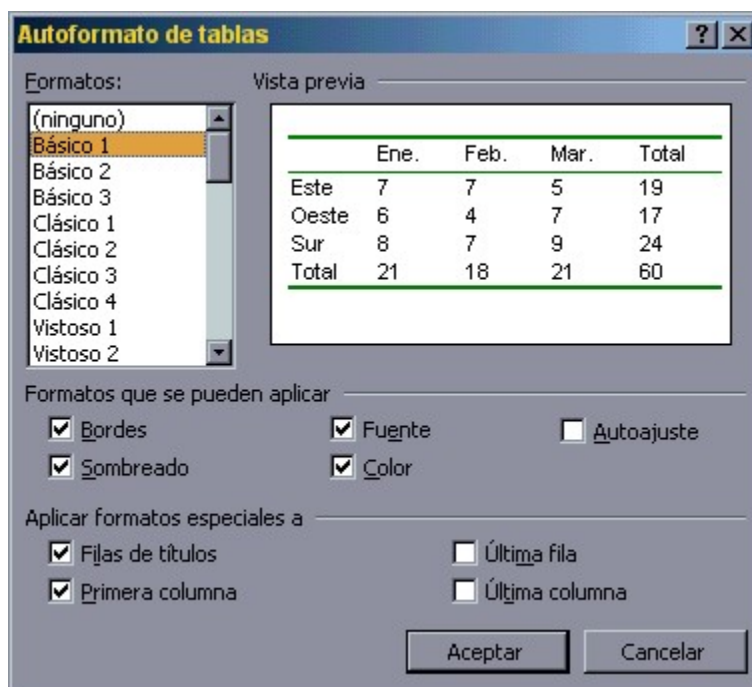 Autoformato de tablas
Formatos:
(ninguno)
Básico 1
Básico 2
Básico 3
Clásico 1
Clásico 2
Clásico 3
Clásico 4
Vistoso 1
Vistoso 2
Vista previa
Ene. Feb. Mar. Total
Este 7 7 5 19
Oeste 6 4 7 17
Sur 8 7 9 24
Total 21 18 21 60
Formatos que se pueden aplicar
Bordes Fuente Autoajuste
Sombreado Color
Aplicar formatos especiales a
Filas de títulos Última fila
Primera columna Última columna
Aceptar Cancelar